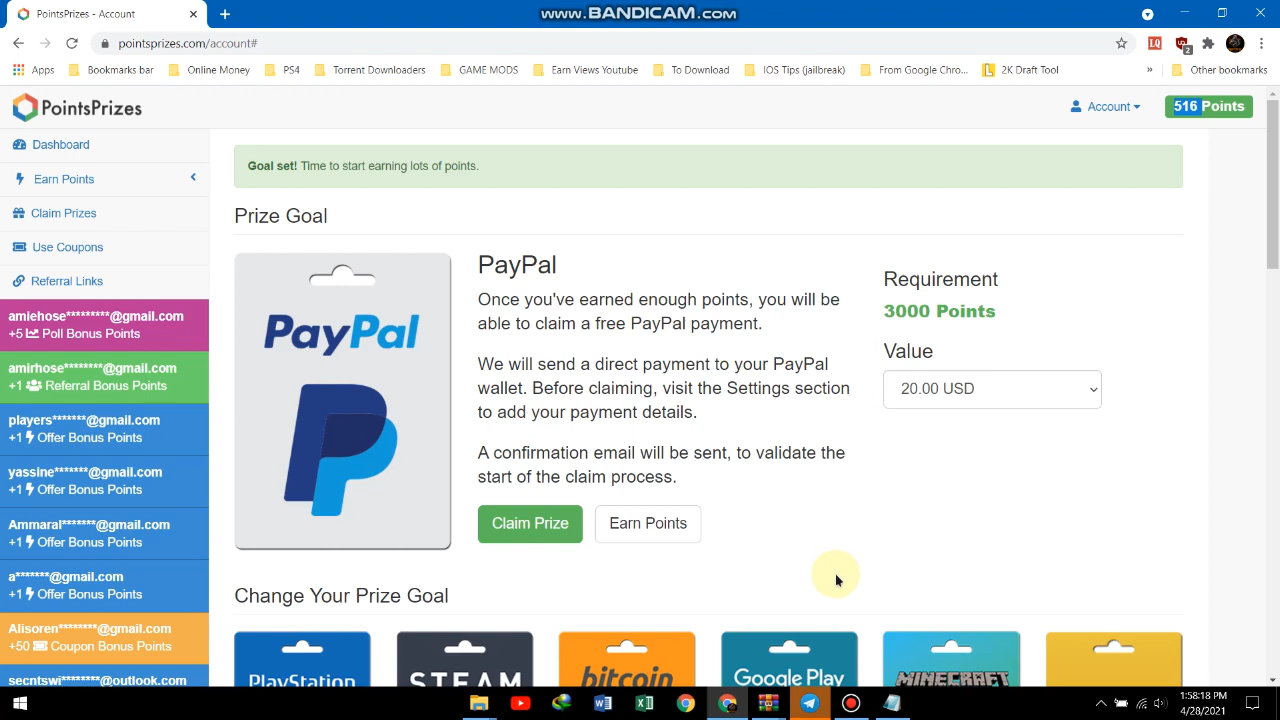 www.BANDICAM.com
PointsPrizes - Account
pointsprizes.com/account#
LQ
2
Apps
Bookmarks bar
Online Money
PS4
Torrent Downloaders
GAME MODS
Earn Views Youtube
To Download
IOS Tips (jailbreak)
From Google Chro...
2K Draft Tool
»
Other bookmarks
PointsPrizes
Account
516 Points
Dashboard
Earn Points
Claim Prizes
Use Coupons
Referral Links
amiehose*********@gmail.com
+5 Poll Bonus Points
amirhose********@gmail.com
+1 Referral Bonus Points
players*******@gmail.com
+1 Offer Bonus Points
yassine*******@gmail.com
+1 Offer Bonus Points
Ammaral*******@gmail.com
+1 Offer Bonus Points
a*******@gmail.com
+1 Offer Bonus Points
Alisoren********@gmail.com
+50 Coupon Bonus Points
secntswi********@outlook.com
Goal set! Time to start earning lots of points.
Prize Goal
PayPal
PayPal
Once you've earned enough points, you will be
able to claim a free PayPal payment.
We will send a direct payment to your PayPal
wallet. Before claiming, visit the Settings section
to add your payment details.
A confirmation email will be sent, to validate the
start of the claim process.
Claim Prize
Earn Points
Requirement
3000 Points
Value
20.00 USD
Change Your Prize Goal
PlayStation
STEAM
bitcoin
Google Play
MINECRAFT
1:58:18 PM
4/28/2021